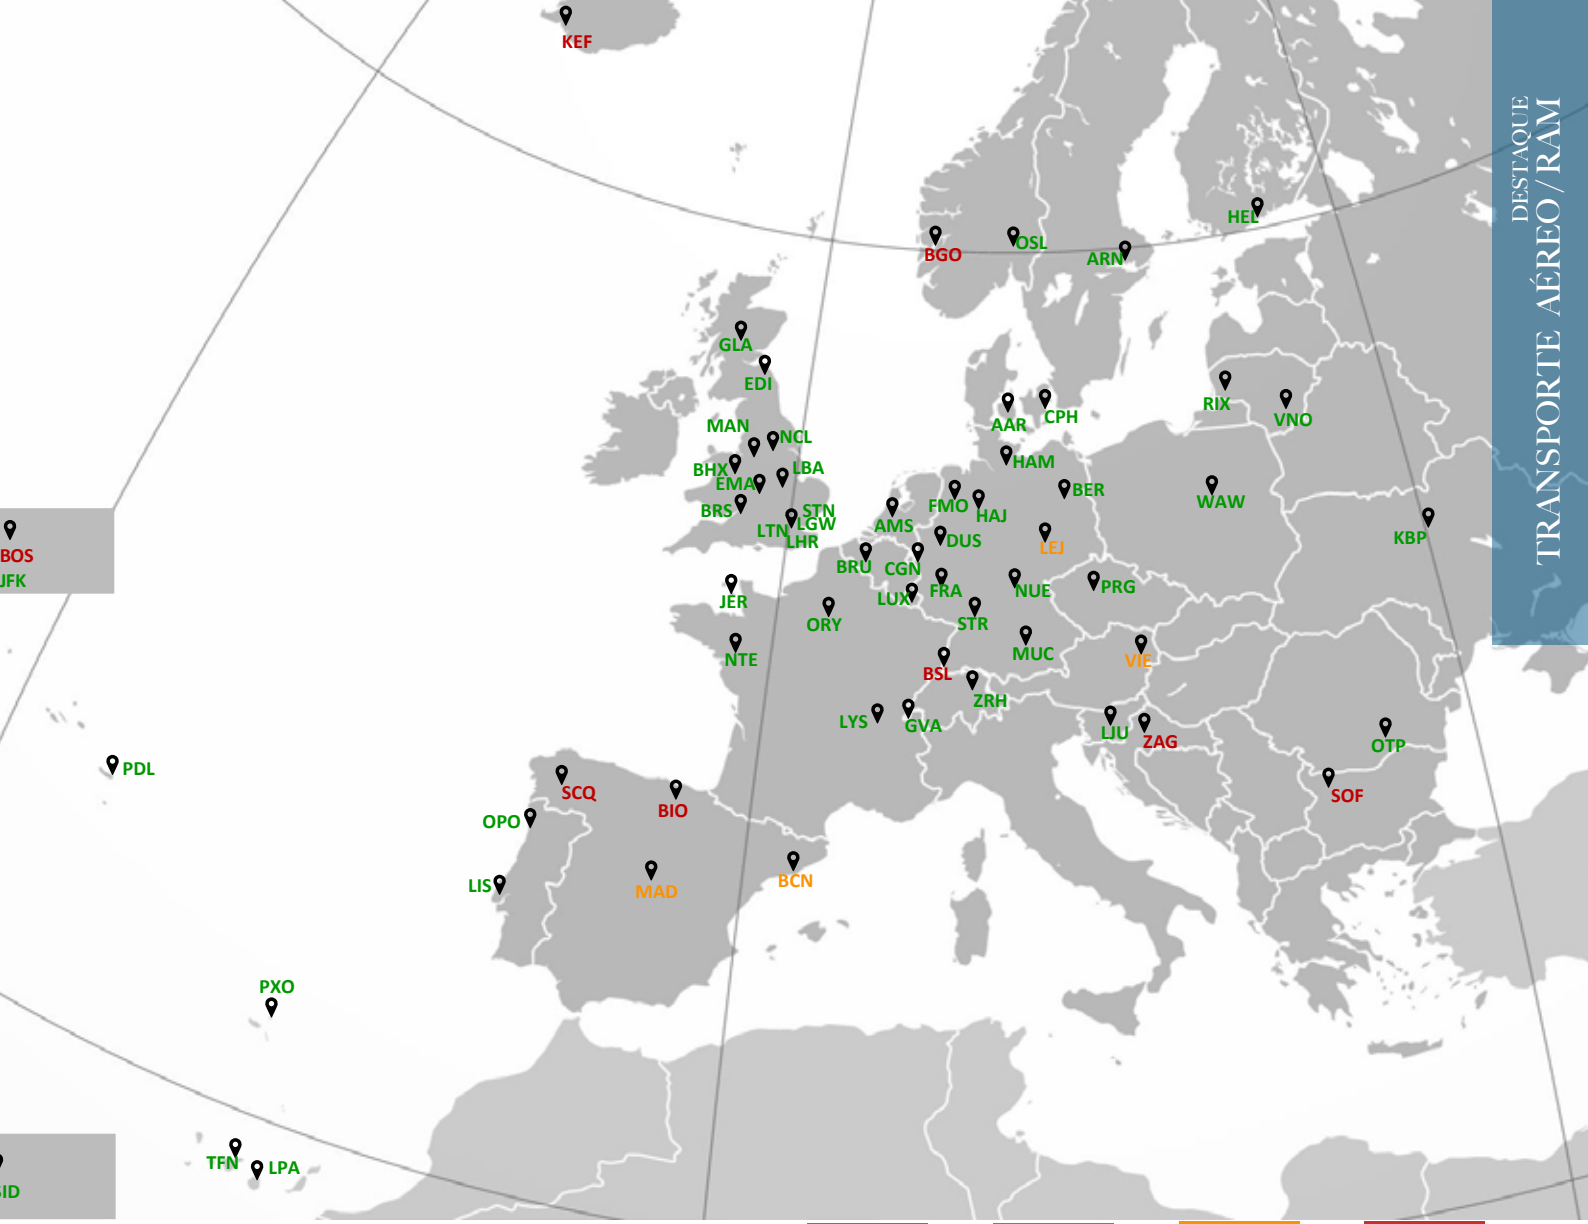 KEF
DESTAQUE
TRANSPORTE AÉREO / RAM
HEL
BGO
OSL
ARN
GLA
EDI
RIX
VNO
AAR
CPH
MAN
NCL
BHX
LBA
EMA
HAM
BER
WAW
BRS
STN
LGW
LTN
LHR
AMS
FMO
HAJ
KBP
BOS
JFK
BRU
CGN
DUS
LEJ
JER
LUX
FRA
NUE
PRG
ORY
STR
NTE
BSL
MUC
VIE
ZRH
LYS
GVA
LJU
ZAG
OTP
PDL
SCQ
BIO
SOF
OPO
LIS
MAD
BCN
PXO
TFN
LPA
ID